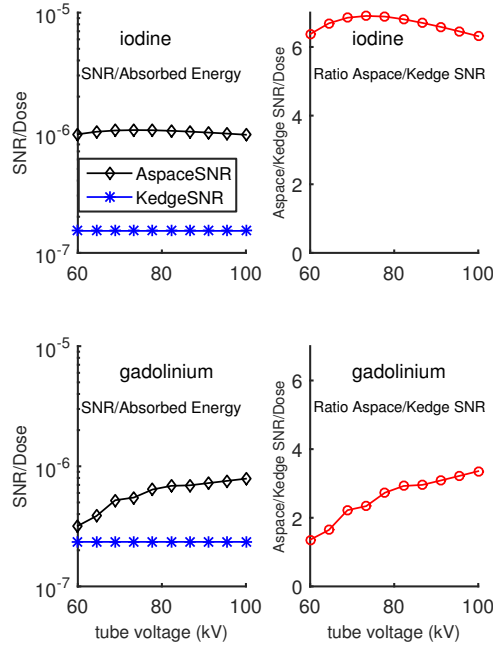 10^-5
iodine
SNR/Absorbed Energy
SNR/Dose
10^-6
AspaceSNR
KedgeSNR
10^-7
60 80 100
6
iodine
Ratio Aspace/Kedge SNR
Aspace/Kedge SNR/Dose
4
2
0
60 80 100
10^-5
gadolinium
SNR/Absorbed Energy
SNR/Dose
10^-6
10^-7
60 80 100
tube voltage (kV)
6
gadolinium
Ratio Aspace/Kedge SNR
Aspace/Kedge SNR/Dose
4
2
0
60 80 100
tube voltage (kV)